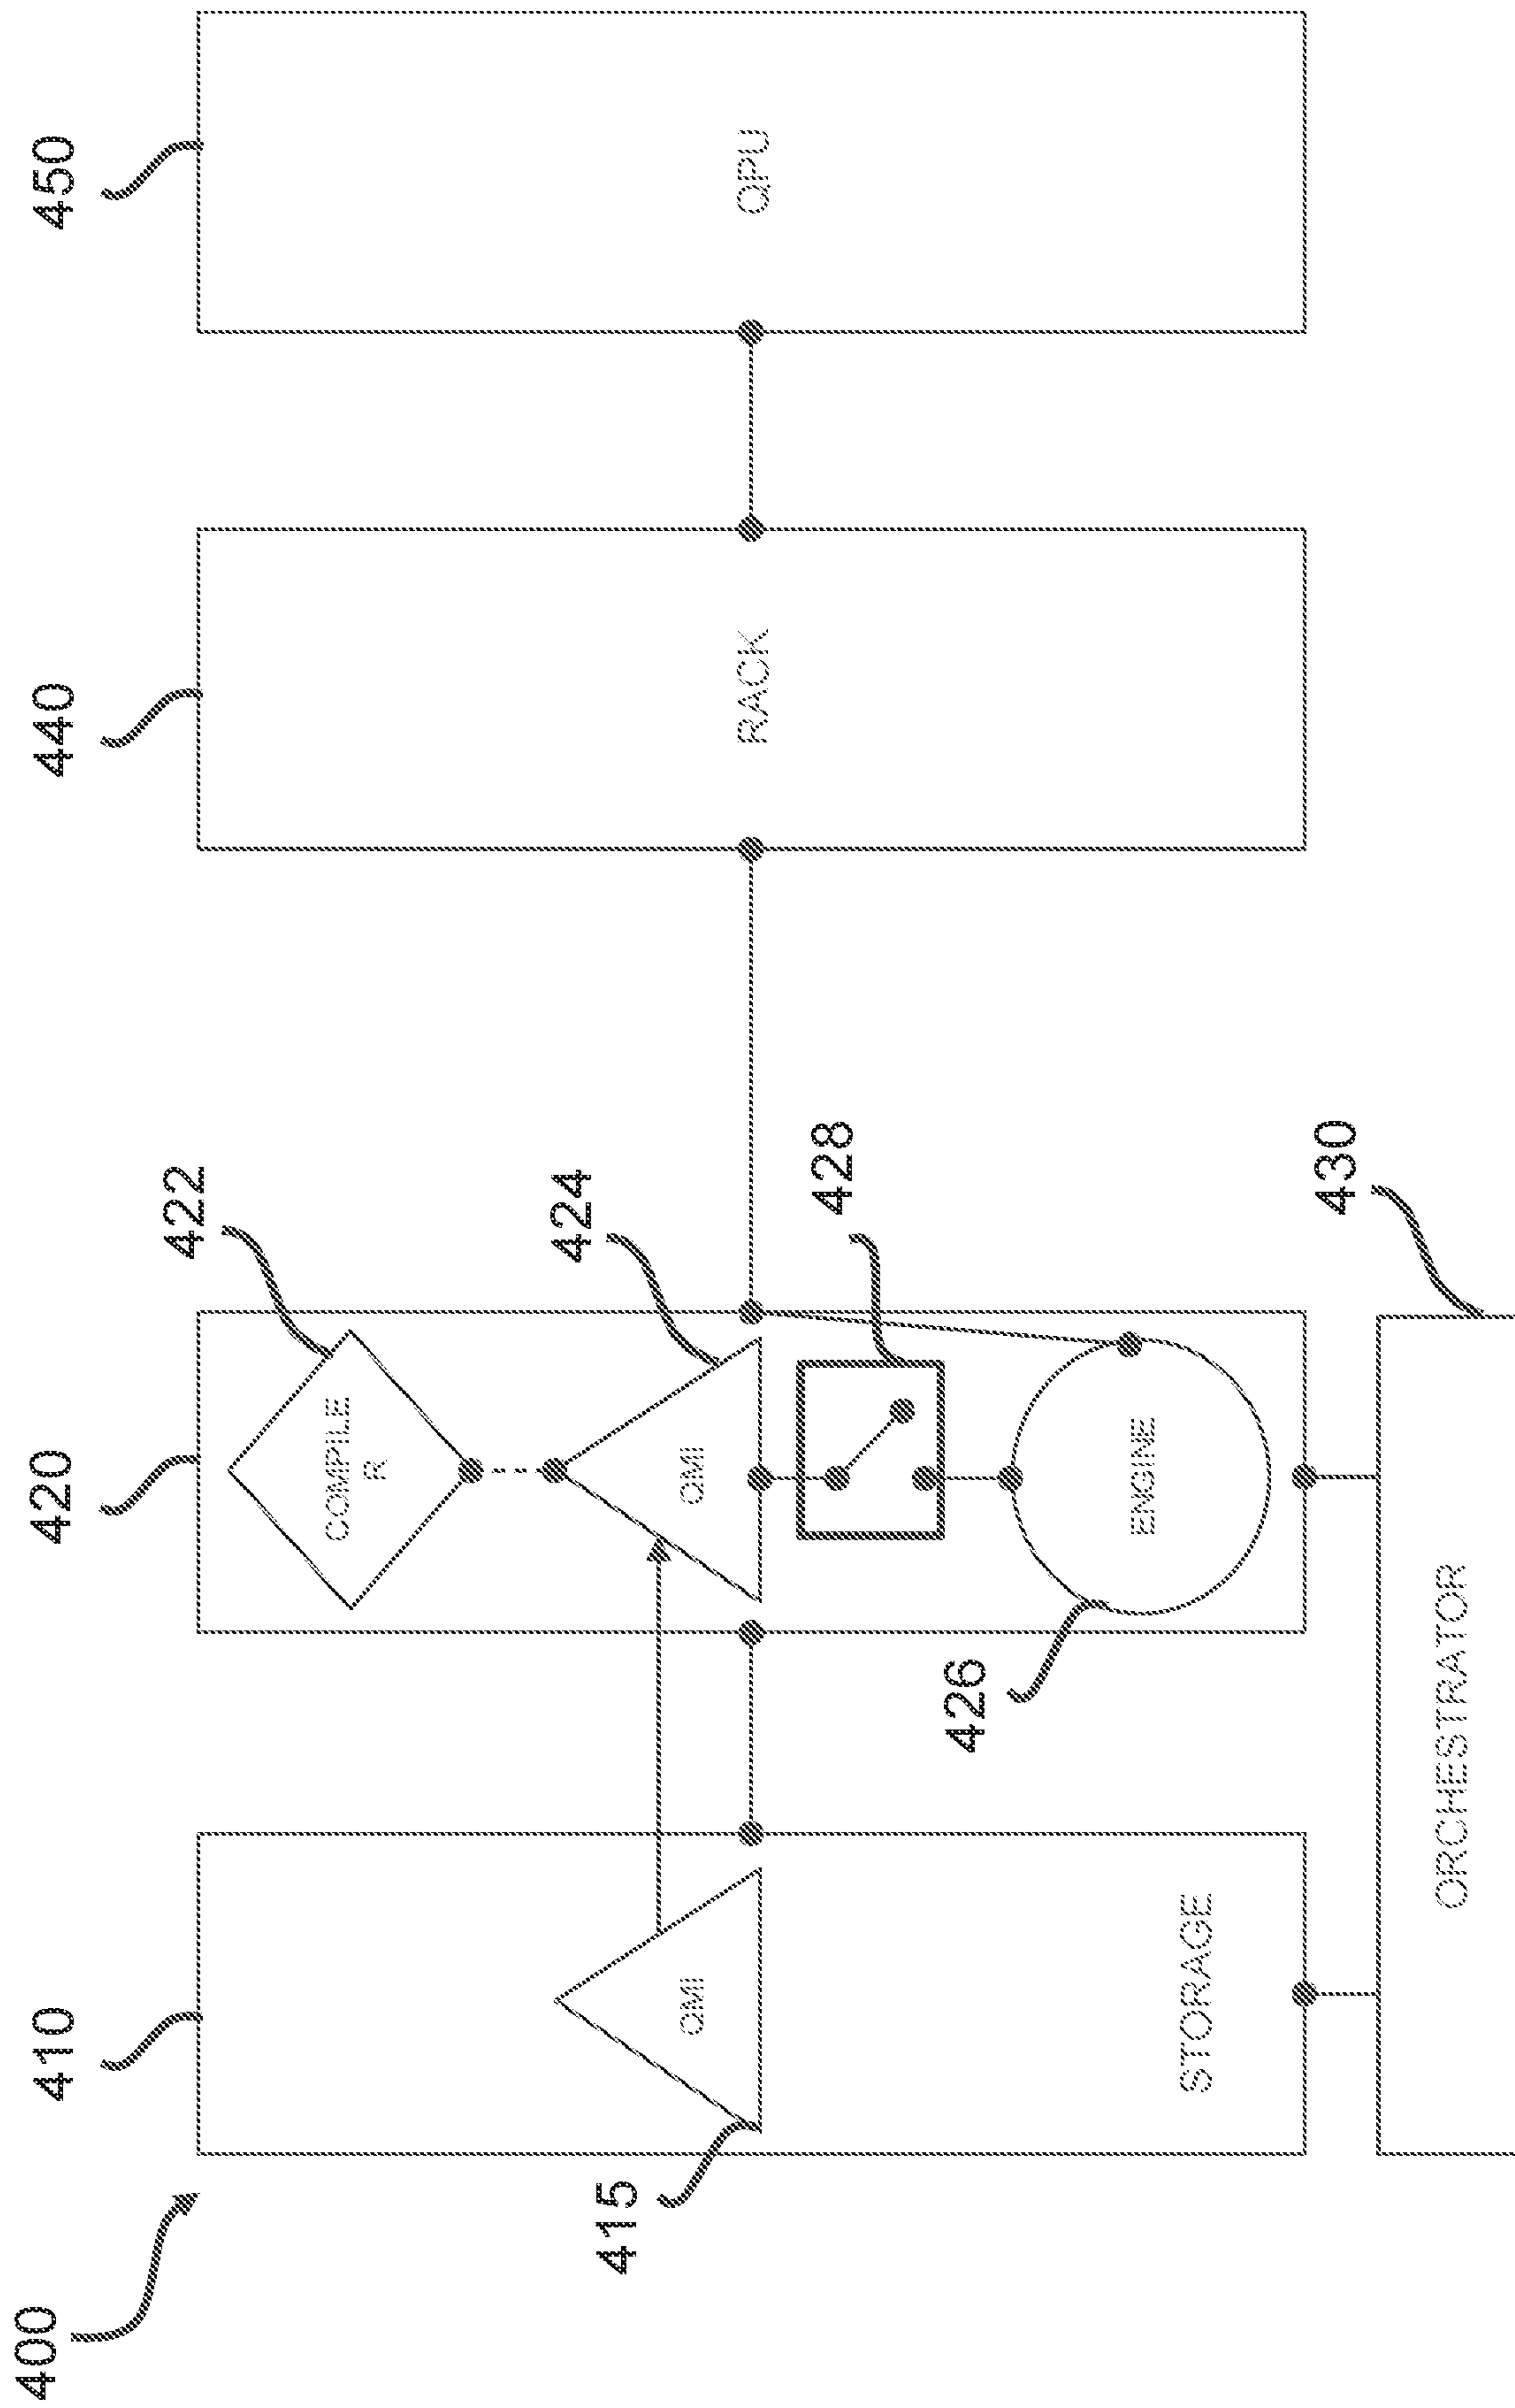 400
410
420
440
450
422
COMPILE
R
424
415
QMI
QMI
RACK
QPU
428
426
ENGINE
STORAGE
430
ORCHESTRATOR